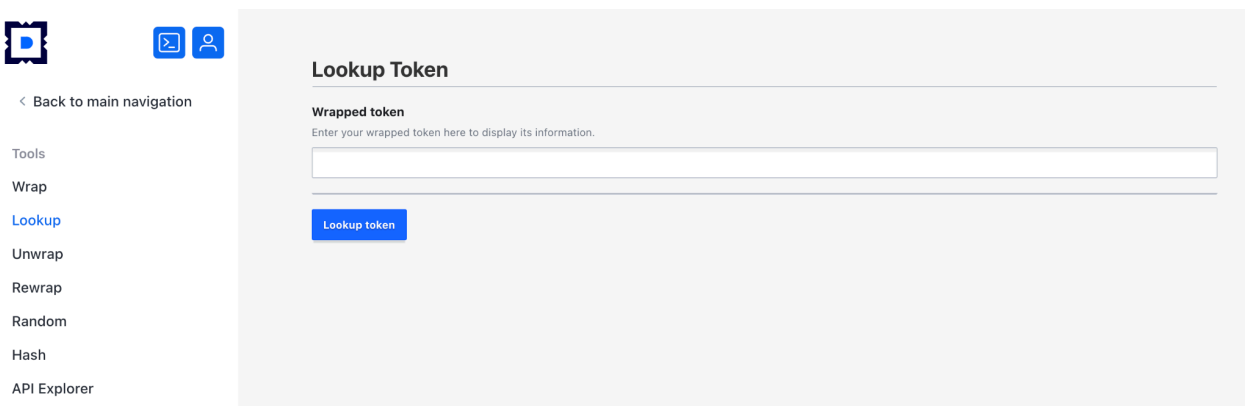 D
Back to main navigation
Tools
Wrap
Lookup
Unwrap
Rewrap
Random
Hash
API Explorer
Lookup Token
Wrapped token
Enter your wrapped token here to display its information.
Lookup token